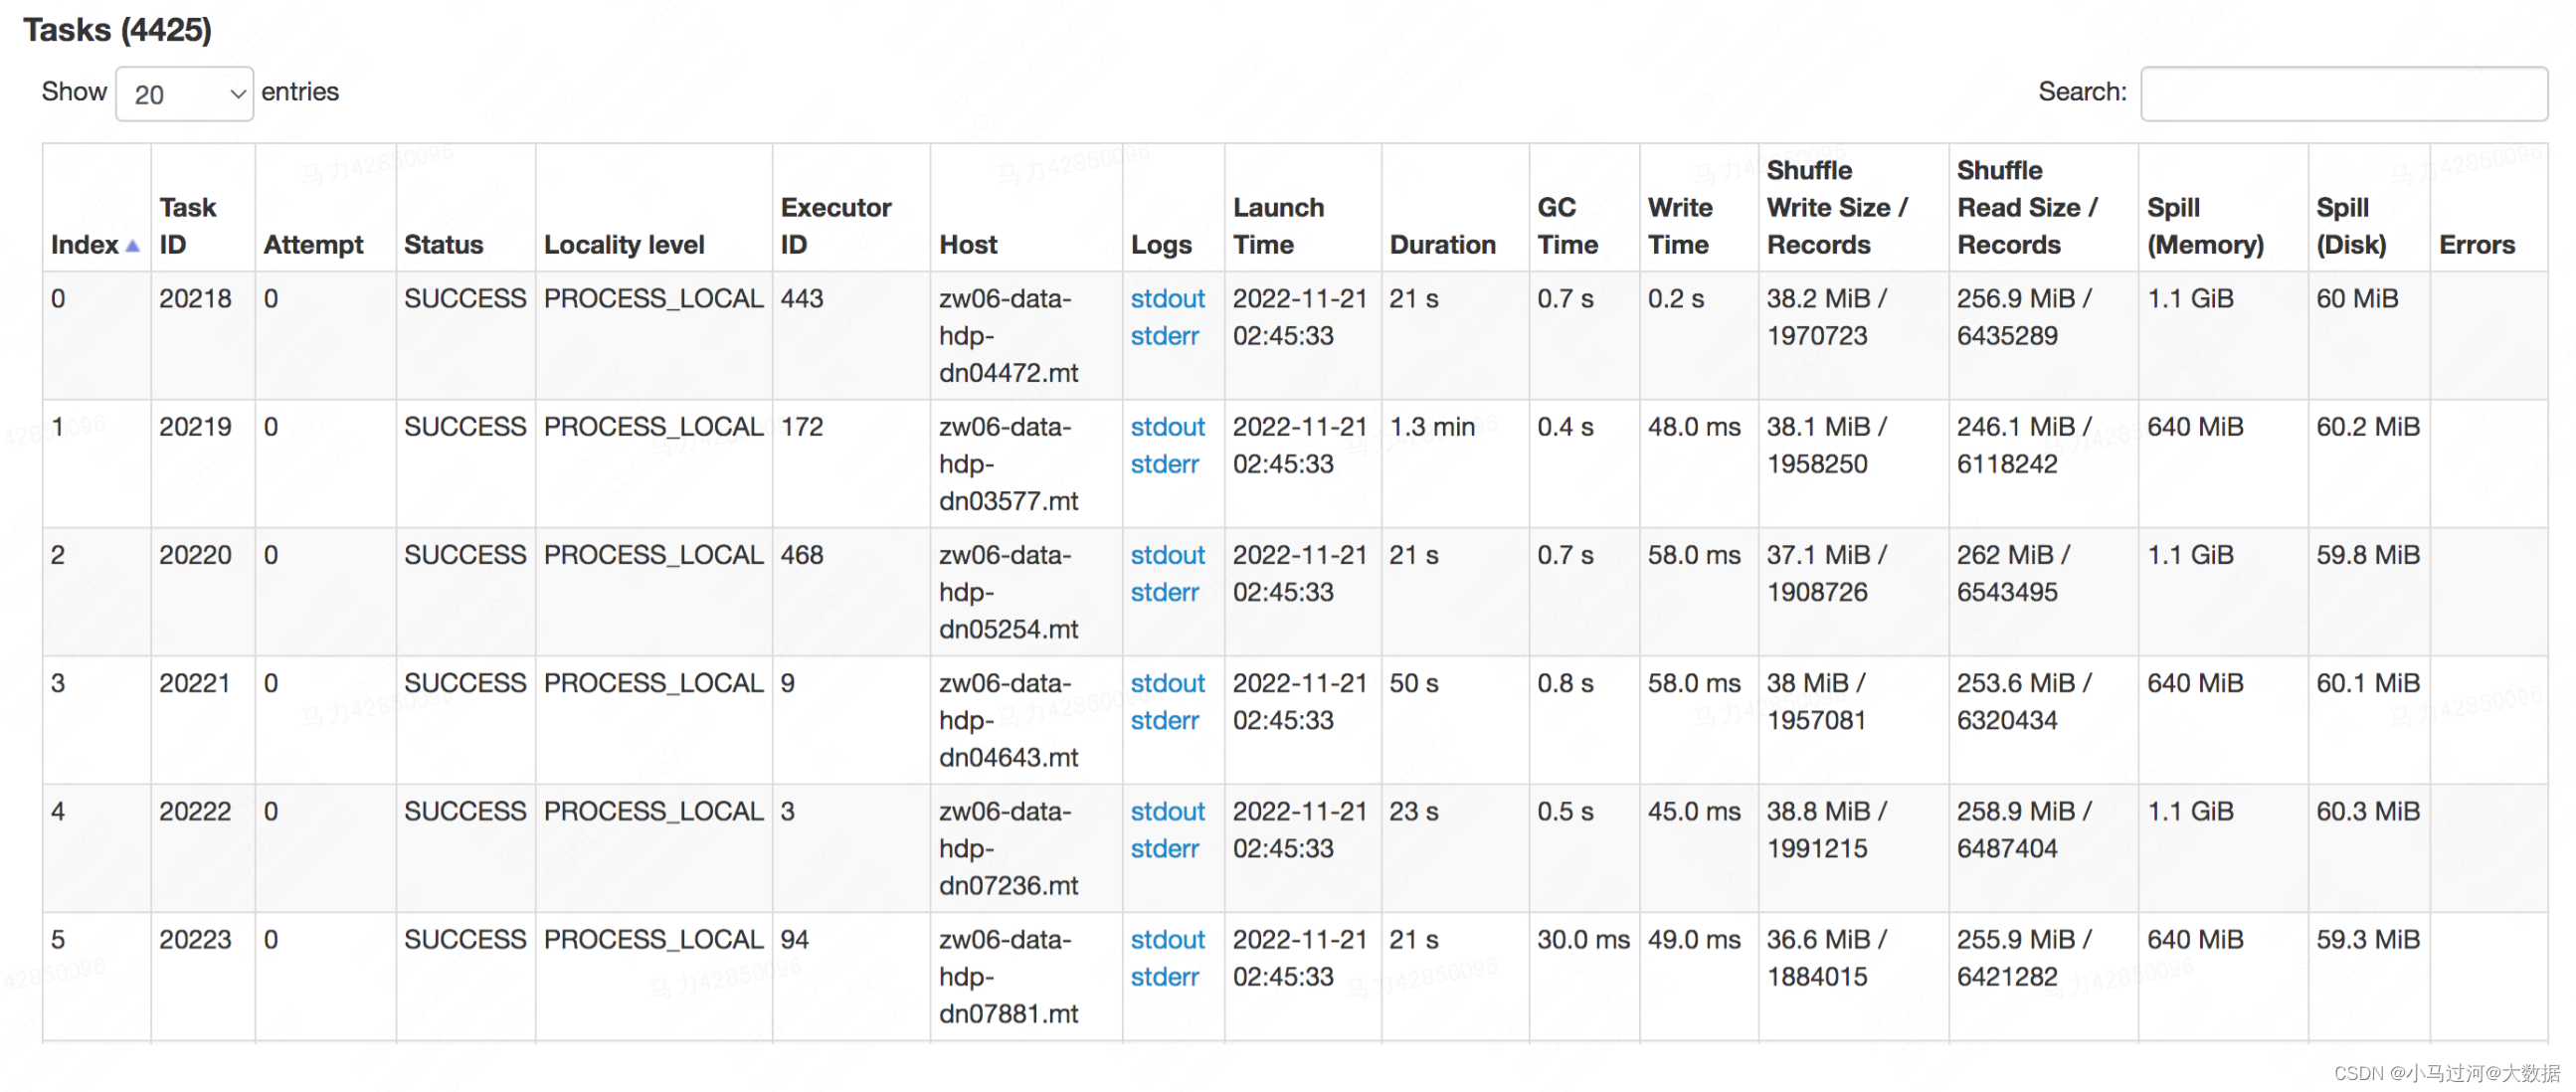 Tasks (4425)
Show 20 entries
Search:
Index
Task ID
Attempt
Status
Locality level
Executor ID
Host
Logs
Launch Time
Duration
GC Time
Write Time
Shuffle Write Size / Records
Shuffle Read Size / Records
Spill (Memory)
Spill (Disk)
Errors
0 20218 0 SUCCESS PROCESS_LOCAL 443 zw06-data- stdout 2022-11-21 21 s 0.7 s 0.2 s 38.2 MiB / 256.9 MiB / 1.1 GiB 60 MiB
hdp- stderr 02:45:33 1970723 6435289
dn04472.mt
1 20219 0 SUCCESS PROCESS_LOCAL 172 zw06-data- stdout 2022-11-21 1.3 min 0.4 s 48.0 ms 38.1 MiB / 246.1 MiB / 640 MiB 60.2 MiB
hdp- stderr 02:45:33 1958250 6118242
dn03577.mt
2 20220 0 SUCCESS PROCESS_LOCAL 468 zw06-data- stdout 2022-11-21 21 s 0.7 s 58.0 ms 37.1 MiB / 262 MiB / 1.1 GiB 59.8 MiB
hdp- stderr 02:45:33 1908726 6543495
dn05254.mt
3 20221 0 SUCCESS PROCESS_LOCAL 9 zw06-data- stdout 2022-11-21 50 s 0.8 s 58.0 ms 38 MiB / 253.6 MiB / 640 MiB 60.1 MiB
hdp- stderr 02:45:33 1957081 6320434
dn04643.mt
4 20222 0 SUCCESS PROCESS_LOCAL 3 zw06-data- stdout 2022-11-21 23 s 0.5 s 45.0 ms 38.8 MiB / 258.9 MiB / 1.1 GiB 60.3 MiB
hdp- stderr 02:45:33 1991215 6487404
dn07236.mt
5 20223 0 SUCCESS PROCESS_LOCAL 94 zw06-data- stdout 2022-11-21 21 s 30.0 ms 49.0 ms 36.6 MiB / 255.9 MiB / 640 MiB 59.3 MiB
hdp- stderr 02:45:33 1884015 6421282
dn07881.mt
马力42850096
CSDN @小马过河@大数据